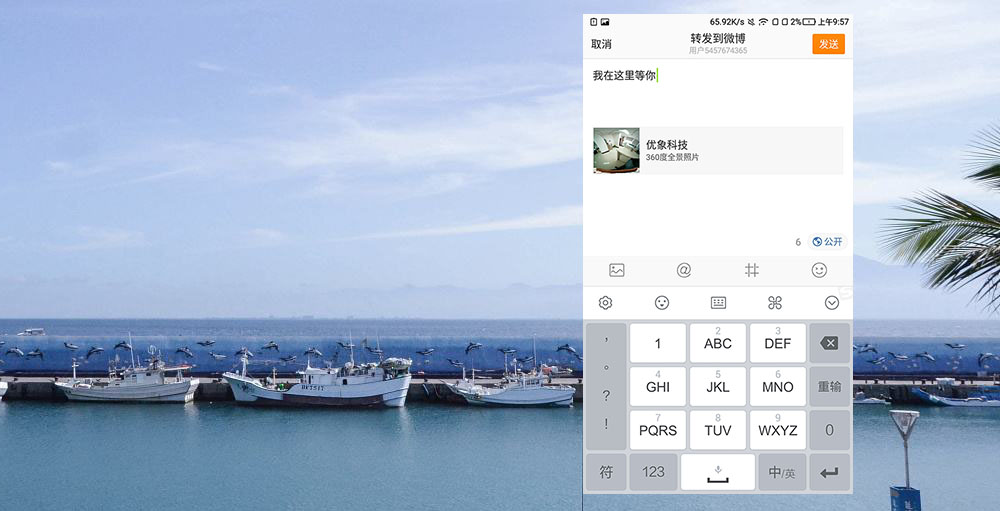 65.92K/s 2% 上午9:57
取消 转发到微博 发送
用户5457674365
我在这里等你
优象科技
360度全景照片
6 公开
@
， 1 2 ABC 3 DEF
。 4 GHI 5 JKL 6 MNO 重输
？
！ 7 PQRS 8 TUV 9 WXYZ 0
符 123 中/英